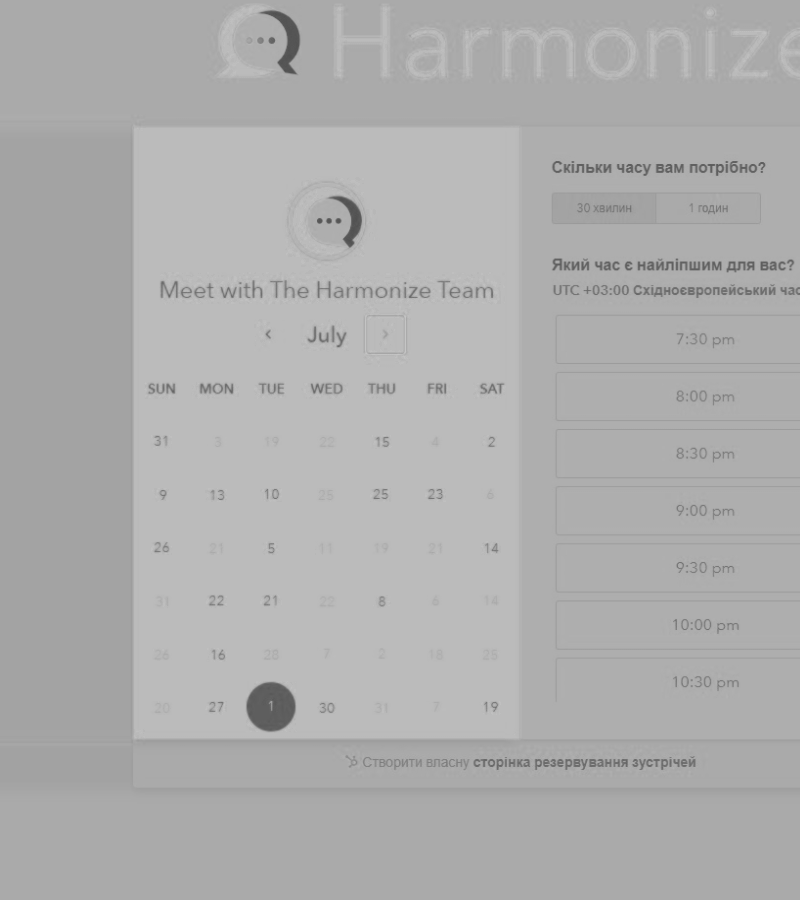 Harmonize
Meet with The Harmonize Team
July
SUN MON TUE WED THU FRI SAT
31 3 19 22 15 4 2
9 13 10 25 25 23 6
26 21 5 11 19 21 14
31 22 21 22 8 6 14
26 16 28 7 2 18 25
20 27 1 30 31 7 19
Скільки часу вам потрібно?
30 хвилин 1 годин
Який час є найліпшим для вас?
UTC +03:00 Східноєвропейський час
7:30 pm
8:00 pm
8:30 pm
9:00 pm
9:30 pm
10:00 pm
10:30 pm
Створити власну сторінка резервування зустрічей